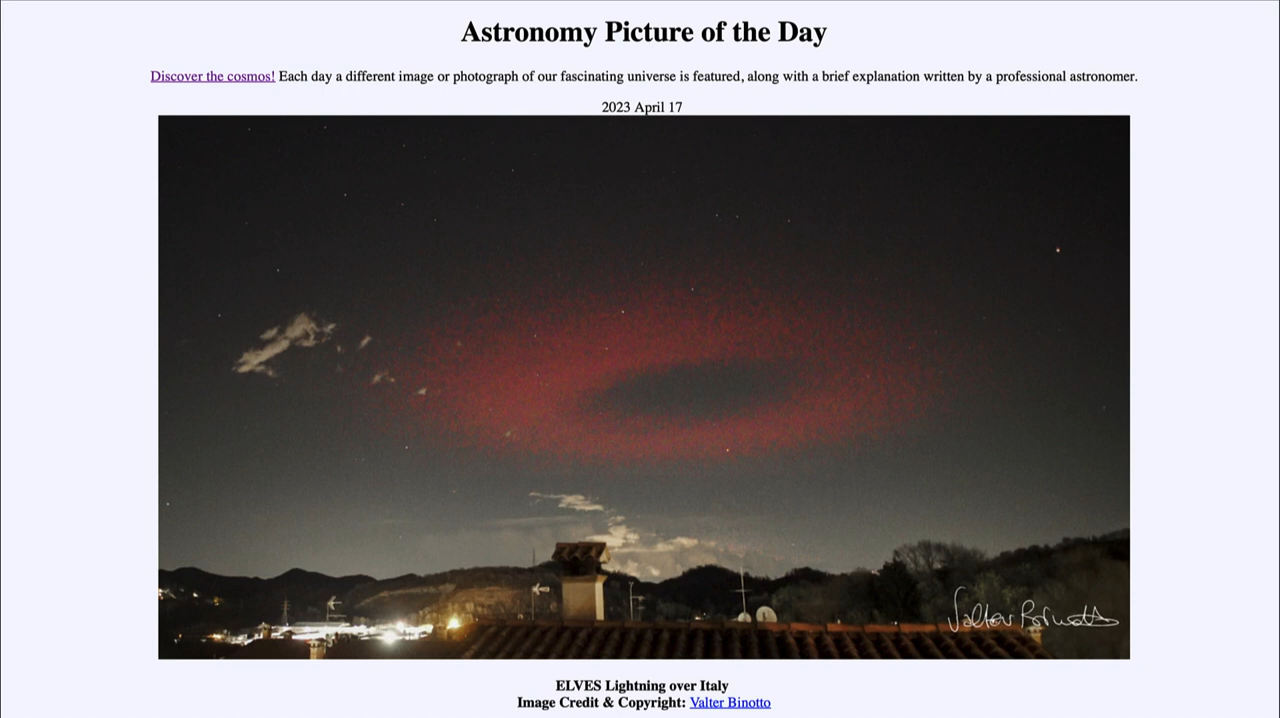 Astronomy Picture of the Day
Discover the cosmos! Each day a different image or photograph of our fascinating universe is featured, along with a brief explanation written by a professional astronomer.
2023 April 17
Valter Binotto
ELVES Lightning over Italy
Image Credit & Copyright: Valter Binotto